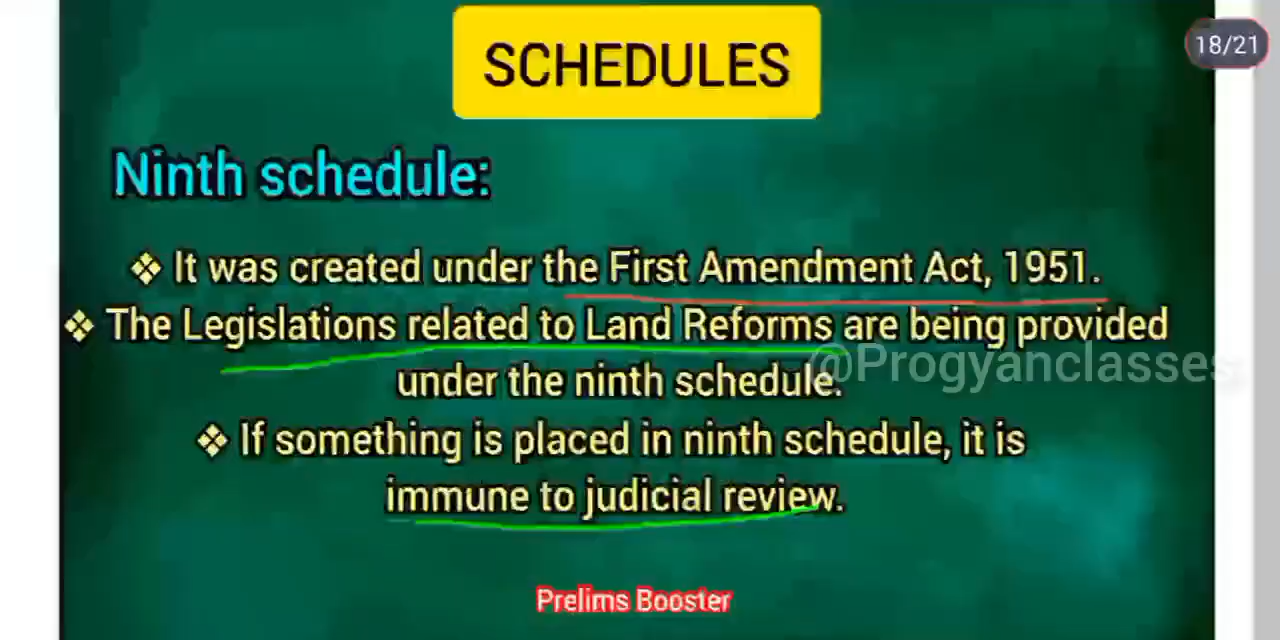 SCHEDULES
18/21
Ninth schedule:
❖ It was created under the First Amendment Act, 1951.
❖ The Legislations related to Land Reforms are being provided
@Progyanclasses
under the ninth schedule.
❖ If something is placed in ninth schedule, it is
immune to judicial review.
Prelims Booster